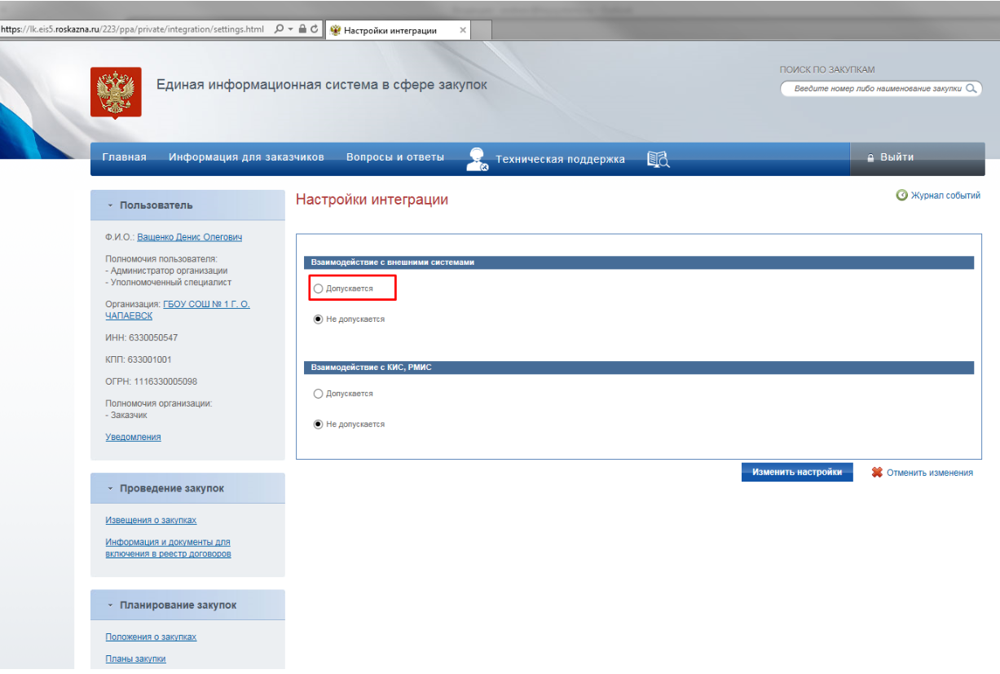 https://lk.eis5.roskazna.ru/223/ppa/private/integration/settings.html
Настройки интеграции
Единая информационная система в сфере закупок
ПОИСК ПО ЗАКУПКАМ
Введите номер либо наименование закупки
Главная
Информация для заказчиков
Вопросы и ответы
Техническая поддержка
Выйти
Пользователь
Ф.И.О.: Ващенко Денис Олегович
Полномочия пользователя:
- Администратор организации
- Уполномоченный специалист
Организация: ГБОУ СОШ № 1 Г. О.
ЧАПАЕВСК
ИНН: 6330050547
КПП: 633001001
ОГРН: 1116330005098
Полномочия организации:
- Заказчик
Уведомления
Проведение закупок
Извещения о закупках
Информация и документы для
включения в реестр договоров
Планирование закупок
Положения о закупках
Планы закупки
Настройки интеграции
Журнал событий
Взаимодействие с внешними системами
Допускается
Не допускается
Взаимодействие с КИС, РМИС
Допускается
Не допускается
Изменить настройки
Отменить изменения